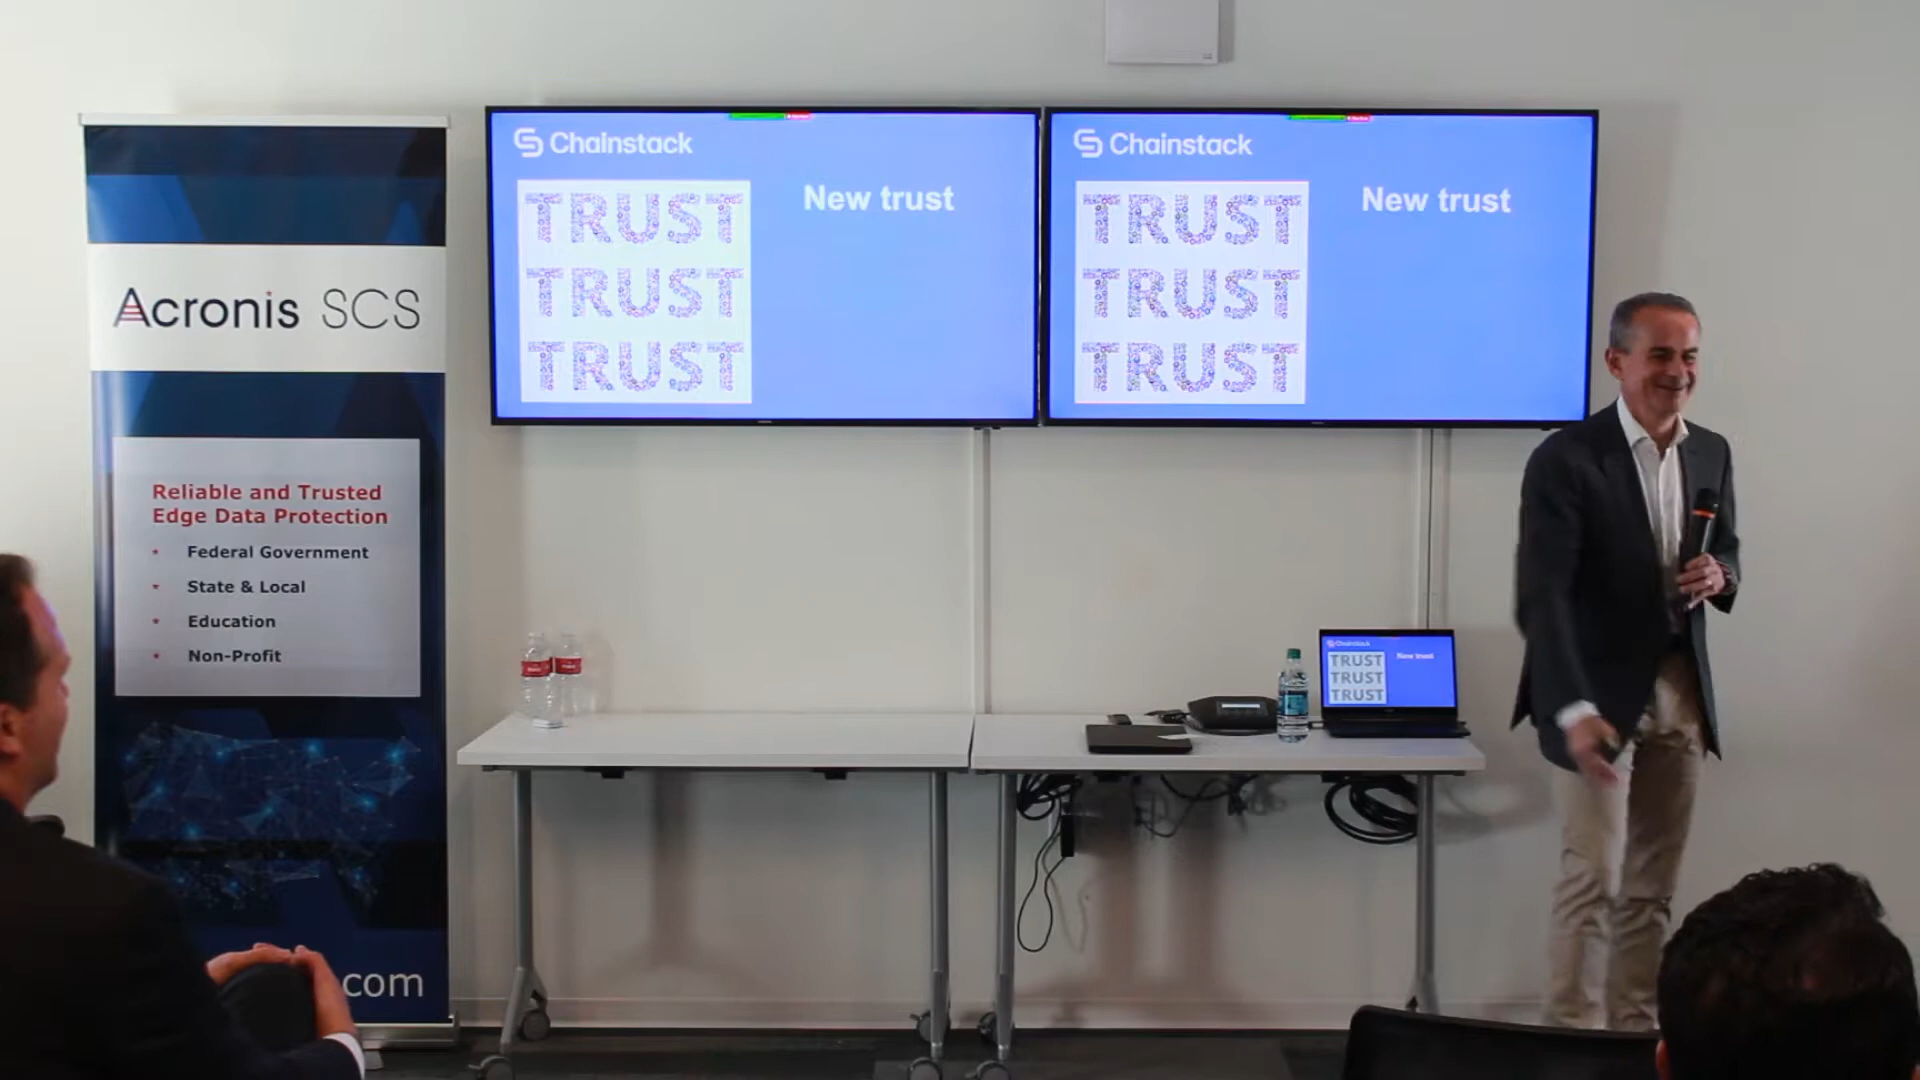 Acronis SCS
Reliable and Trusted
Edge Data Protection
Federal Government
State & Local
Education
Non-Profit
com
Chainstack
New trust
TRUST
TRUST
TRUST
Chainstack
New trust
TRUST
TRUST
TRUST
Chainstack
New trust
TRUST
TRUST
TRUST